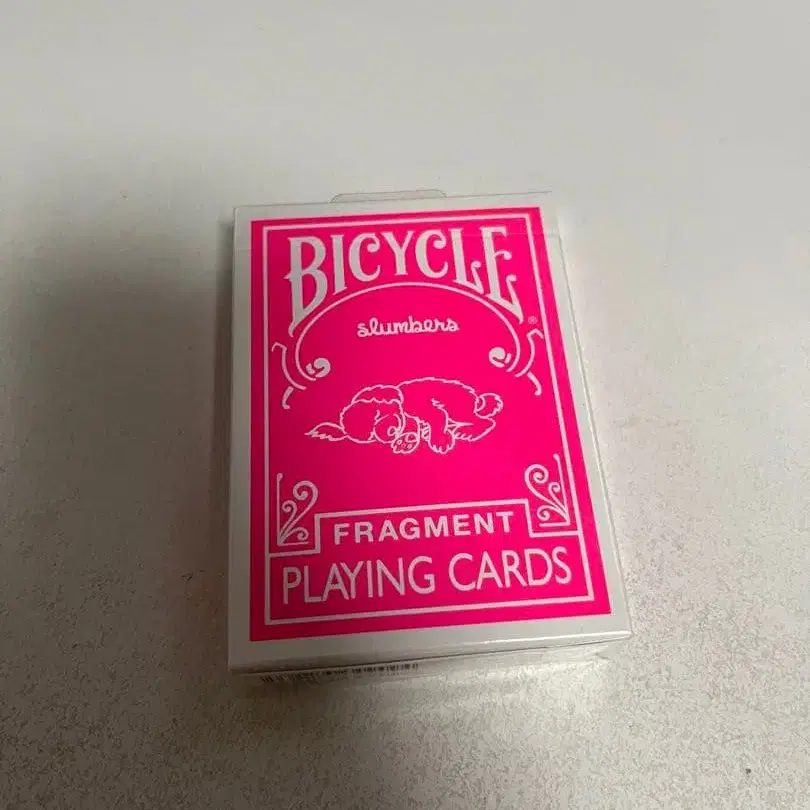 BICYCLE
®
slumbers
FRAGMENT
PLAYING CARDS